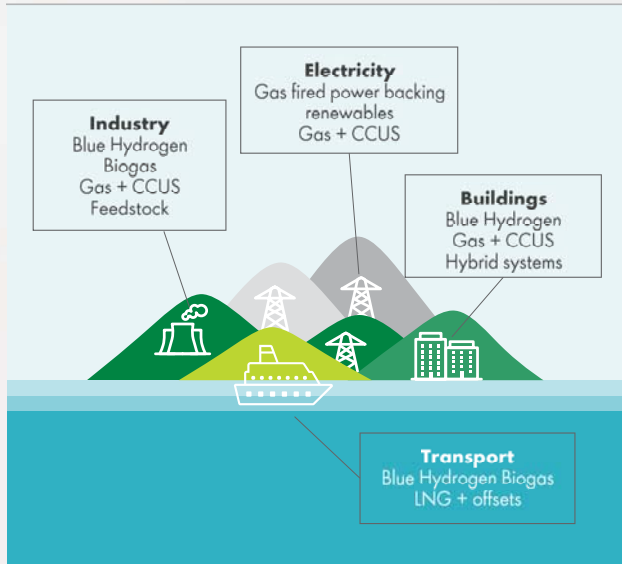 Electricity
Gas fired power backing
renewables
Gas + CCUS
Industry
Blue Hydrogen
Biogas
Gas + CCUS
Feedstock
Buildings
Blue Hydrogen
Gas + CCUS
Hybrid systems
Transport
Blue Hydrogen Biogas
LNG + offsets